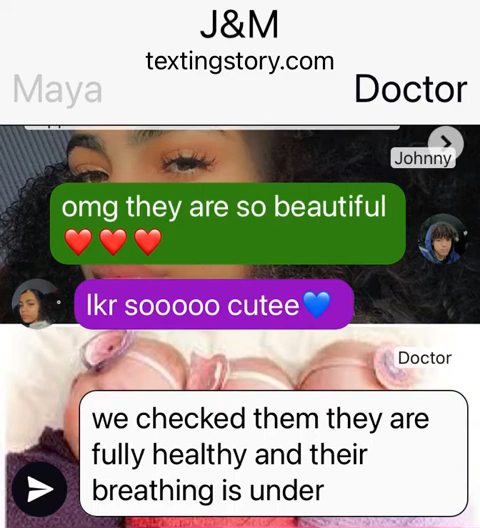 J&M
textingstory.com
Maya Doctor
Johnny
omg they are so beautiful
❤️❤️❤️
Ikr sooooo cutee💙
Doctor
we checked them they are
fully healthy and their
breathing is under